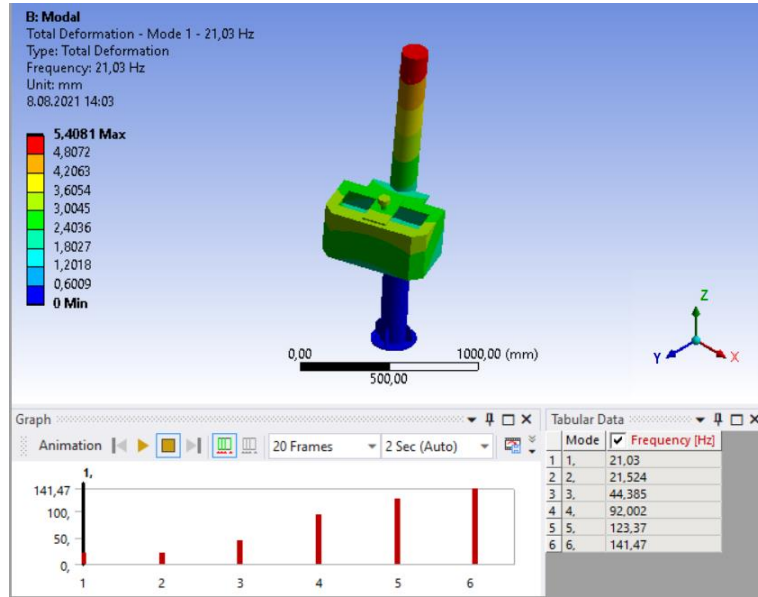 B: Modal
Total Deformation - Mode 1 - 21,03 Hz
Type: Total Deformation
Frequency: 21,03 Hz
Unit: mm
8.08.2021 14:03
5,4081 Max
4,8072
4,2063
3,6054
3,0045
2,4036
1,8027
1,2018
0,6009
0 Min
Z
Y X
0,00 1000,00 (mm)
500,00
Graph
Animation 20 Frames 2 Sec (Auto)
1,
141,47
100,
50,
0,
1 2 3 4 5 6
Tabular Data
Mode Frequency [Hz]
1 1, 21,03
2 2, 21,524
3 3, 44,385
4 4, 92,002
5 5, 123,37
6 6, 141,47